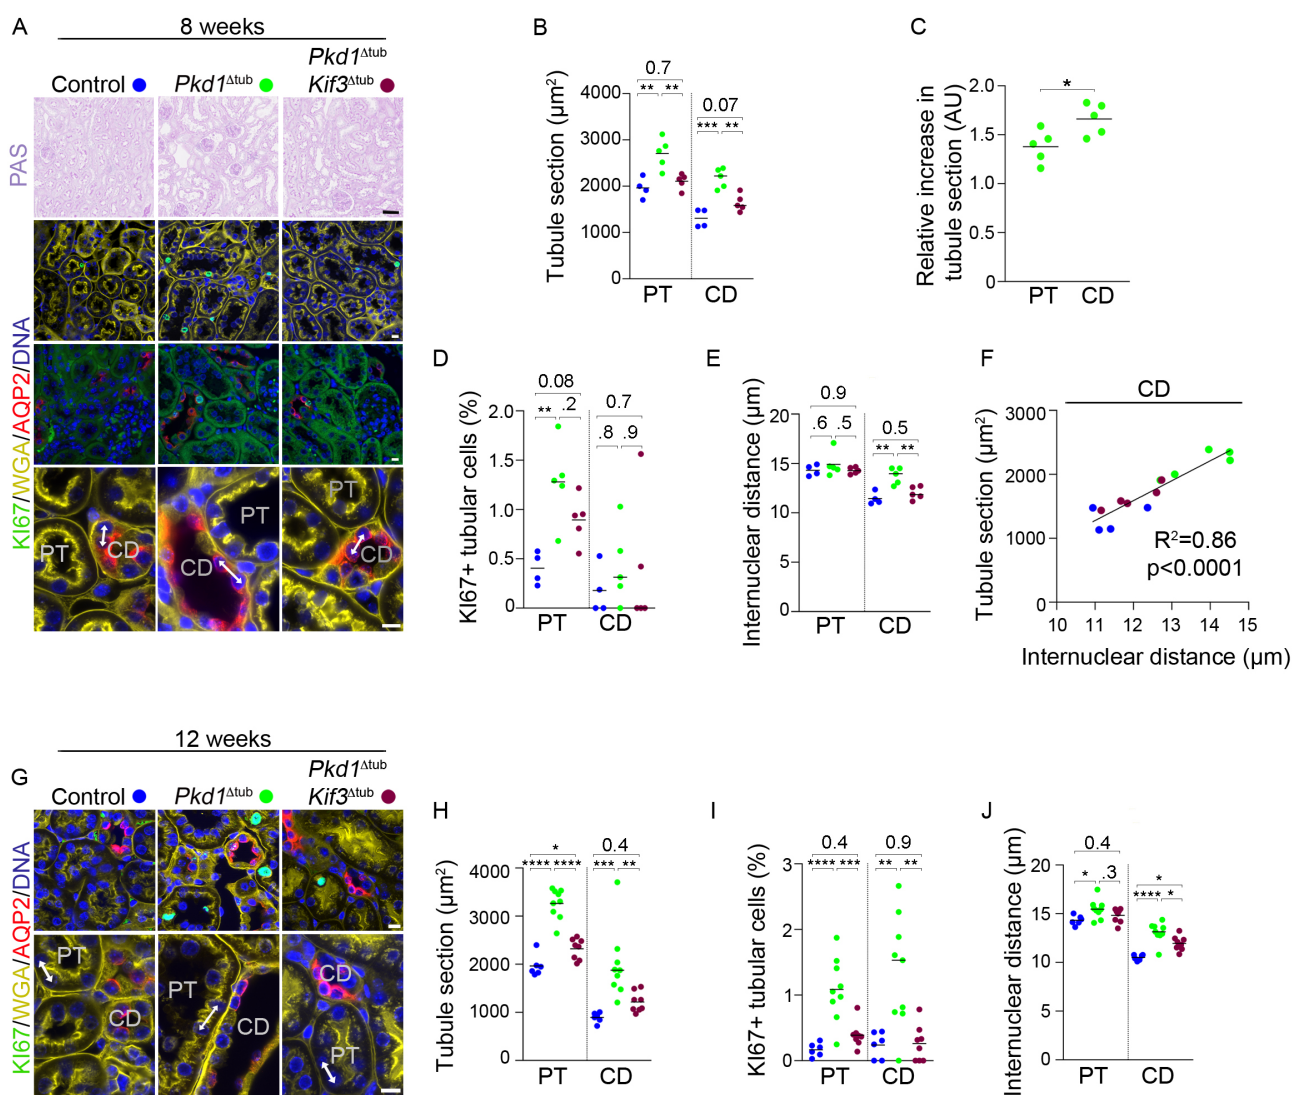 A
8 weeks
Control
Pkd1Δtub
Pkd1Δtub
Kif3Δtub
PAS
KI67/WGA/AQP2/DNA
PT
CD
PT
CD
PT
CD
B
Tubule section (µm²)
4000
3000
2000
1000
0
0.7
** **
0.07
*** **
PT
CD
C
Relative increase in
tubule section (AU)
2.0
1.5
1.0
0.5
0
*
PT
CD
D
KI67+ tubular cells (%)
2.0
1.5
1.0
0.5
0
0.08
** .2
0.7
.8 .9
PT
CD
E
Internuclear distance (µm)
20
15
10
5
0
0.9
.6 .5
0.5
** **
PT
CD
F
CD
Tubule section (µm²)
3000
2000
1000
0
R²=0.86
p<0.0001
10 11 12 13 14 15
Internuclear distance (µm)
G
12 weeks
Control
Pkd1Δtub
Pkd1Δtub
Kif3Δtub
KI67/WGA/AQP2/DNA
PT
CD
PT
CD
CD
PT
H
Tubule section (µm²)
4000
3000
2000
1000
0
*
**** ****
0.4
*** **
PT
CD
I
KI67+ tubular cells (%)
3
2
1
0
0.4
**** ***
0.9
** **
PT
CD
J
Internuclear distance (µm)
20
15
10
5
0
0.4
* .3
*
**** *
PT
CD